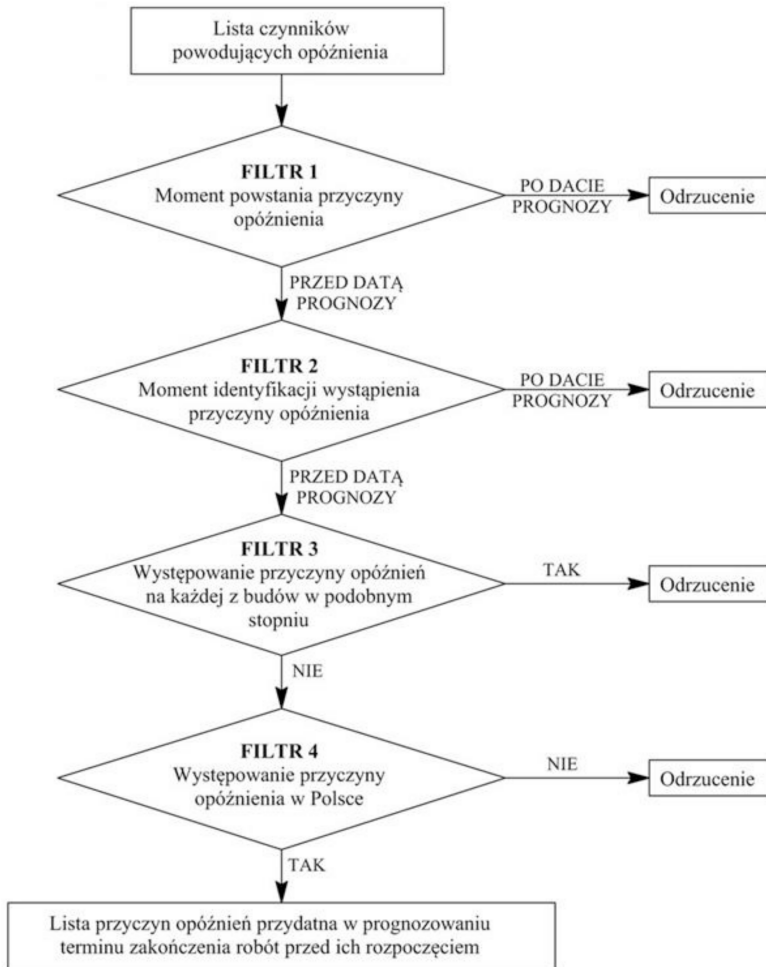 Lista czynników
powodujących opóźnienia
FILTR 1
Moment powstania przyczyny
opóźnienia
PO DACIE
PROGNOZY
Odrzucenie
PRZED DATĄ
PROGNOZY
FILTR 2
Moment identyfikacji wystąpienia
przyczyny opóźnienia
PO DACIE
PROGNOZY
Odrzucenie
PRZED DATĄ
PROGNOZY
FILTR 3
Występowanie przyczyny opóźnień
na każdej z budów w podobnym
stopniu
TAK
Odrzucenie
NIE
FILTR 4
Występowanie przyczyny
opóźnienia w Polsce
NIE
Odrzucenie
TAK
Lista przyczyn opóźnień przydatna w prognozowaniu
terminu zakończenia robót przed ich rozpoczęciem